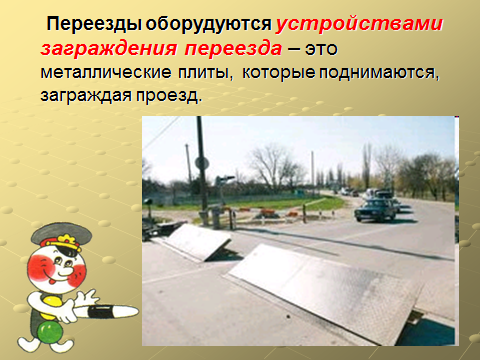 Переезды оборудуются устройствами
заграждения переезда – это
металлические плиты, которые поднимаются,
заграждая проезд.